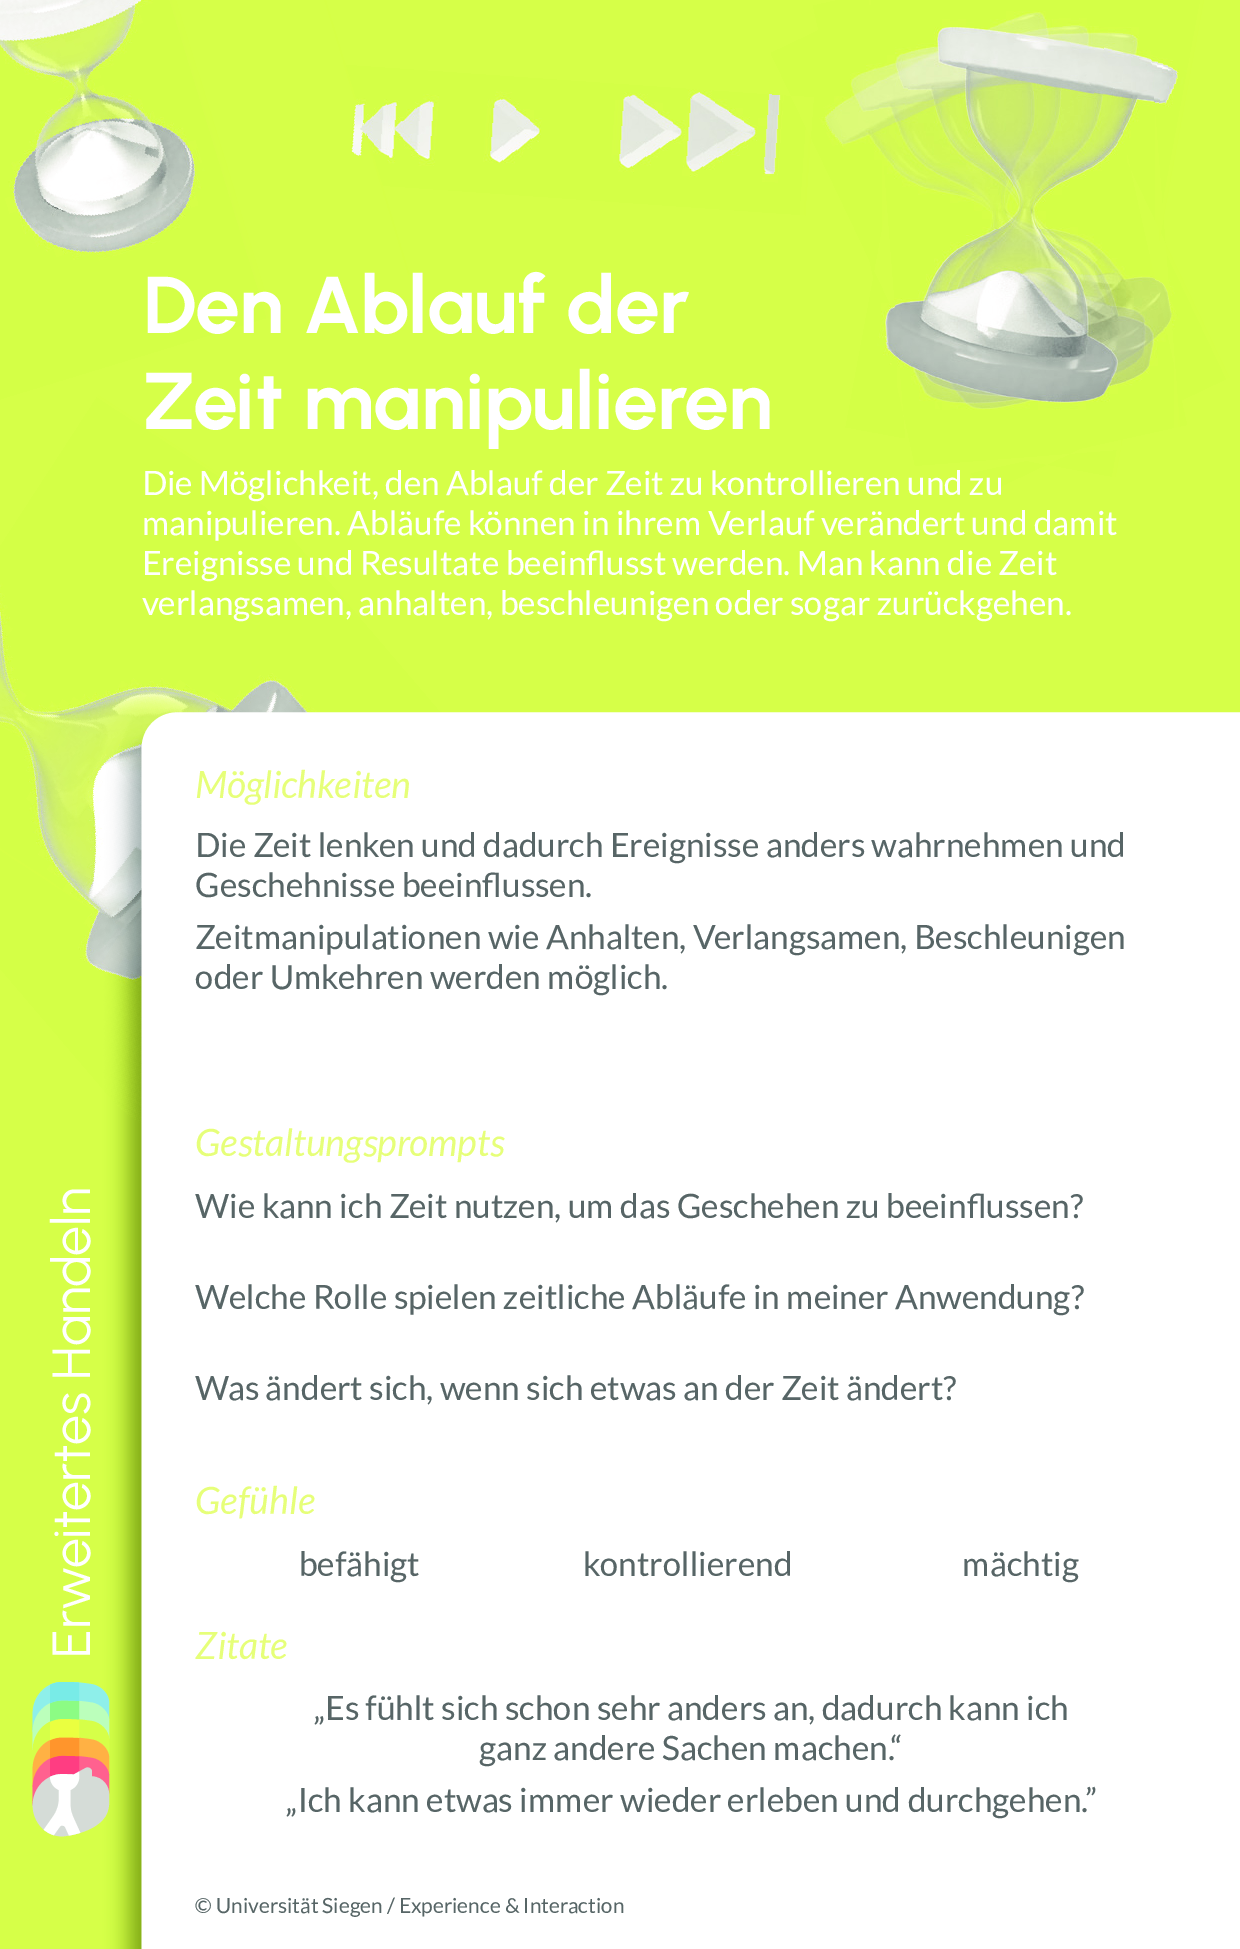 Den Ablauf der
Zeit manipulieren
Die Möglichkeit, den Ablauf der Zeit zu kontrollieren und zu
manipulieren. Abläufe können in ihrem Verlauf verändert und damit
Ereignisse und Resultate beeinflusst werden. Man kann die Zeit
verlangsamen, anhalten, beschleunigen oder sogar zurückgehen.
Möglichkeiten
Die Zeit lenken und dadurch Ereignisse anders wahrnehmen und
Geschehnisse beeinflussen.
Zeitmanipulationen wie Anhalten, Verlangsamen, Beschleunigen
oder Umkehren werden möglich.
Gestaltungsprompts
Wie kann ich Zeit nutzen, um das Geschehen zu beeinflussen?
Welche Rolle spielen zeitliche Abläufe in meiner Anwendung?
Was ändert sich, wenn sich etwas an der Zeit ändert?
Gefühle
befähigt kontrollierend mächtig
Zitate
„Es fühlt sich schon sehr anders an, dadurch kann ich
ganz andere Sachen machen.“
„Ich kann etwas immer wieder erleben und durchgehen.”
© Universität Siegen / Experience & Interaction
Erweitertes Handeln